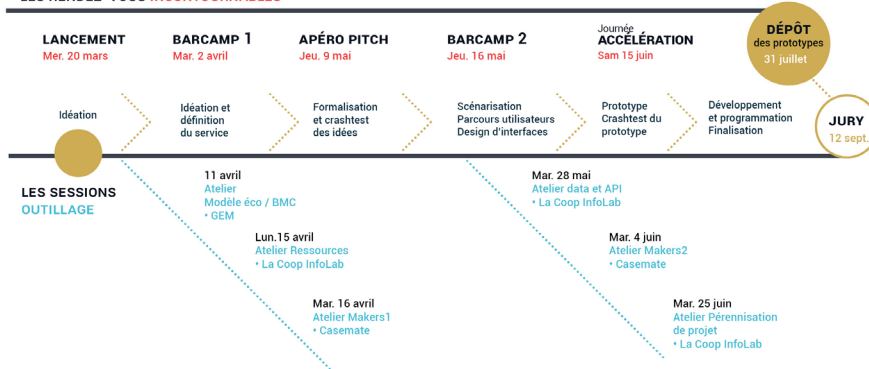 LES RENDEZ-VOUS INCONTOURNABLES
LANCEMENT
Mer. 20 mars
BARCAMP 1
Mar. 2 avril
APÉRO PITCH
Jeu. 9 mai
BARCAMP 2
Jeu. 16 mai
Journée
ACCÉLÉRATION
Sam 15 juin
DÉPÔT
des prototypes
31 juillet
Idéation
Idéation et
définition
du service
Formalisation
et crashtest
des idées
Scénarisation
Parcours utilisateurs
Design d'interfaces
Prototype
Crashtest du
prototype
Développement
et programmation
Finalisation
JURY
12 sept.
LES SESSIONS
OUTILLAGE
11 avril
Atelier
Modèle éco / BMC
• GEM
Lun.15 avril
Atelier Ressources
• La Coop InfoLab
Mar. 16 avril
Atelier Makers1
• Casemate
Mar. 28 mai
Atelier data et API
• La Coop InfoLab
Mar. 4 juin
Atelier Makers2
• Casemate
Mar. 25 juin
Atelier Pérennisation
de projet
• La Coop InfoLab